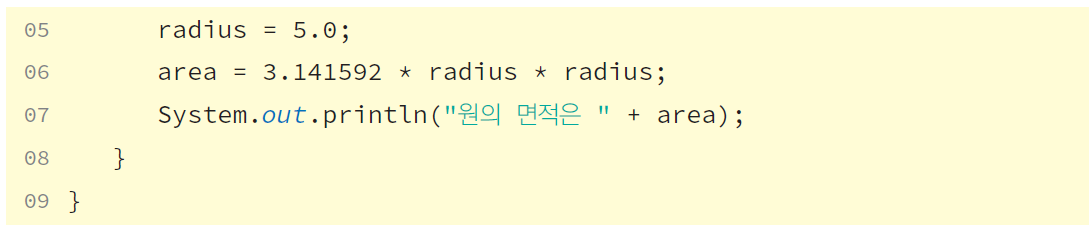 05 radius = 5.0;
06 area = 3.141592 * radius * radius;
07 System.out.println("원의 면적은 " + area);
08 }
09 }